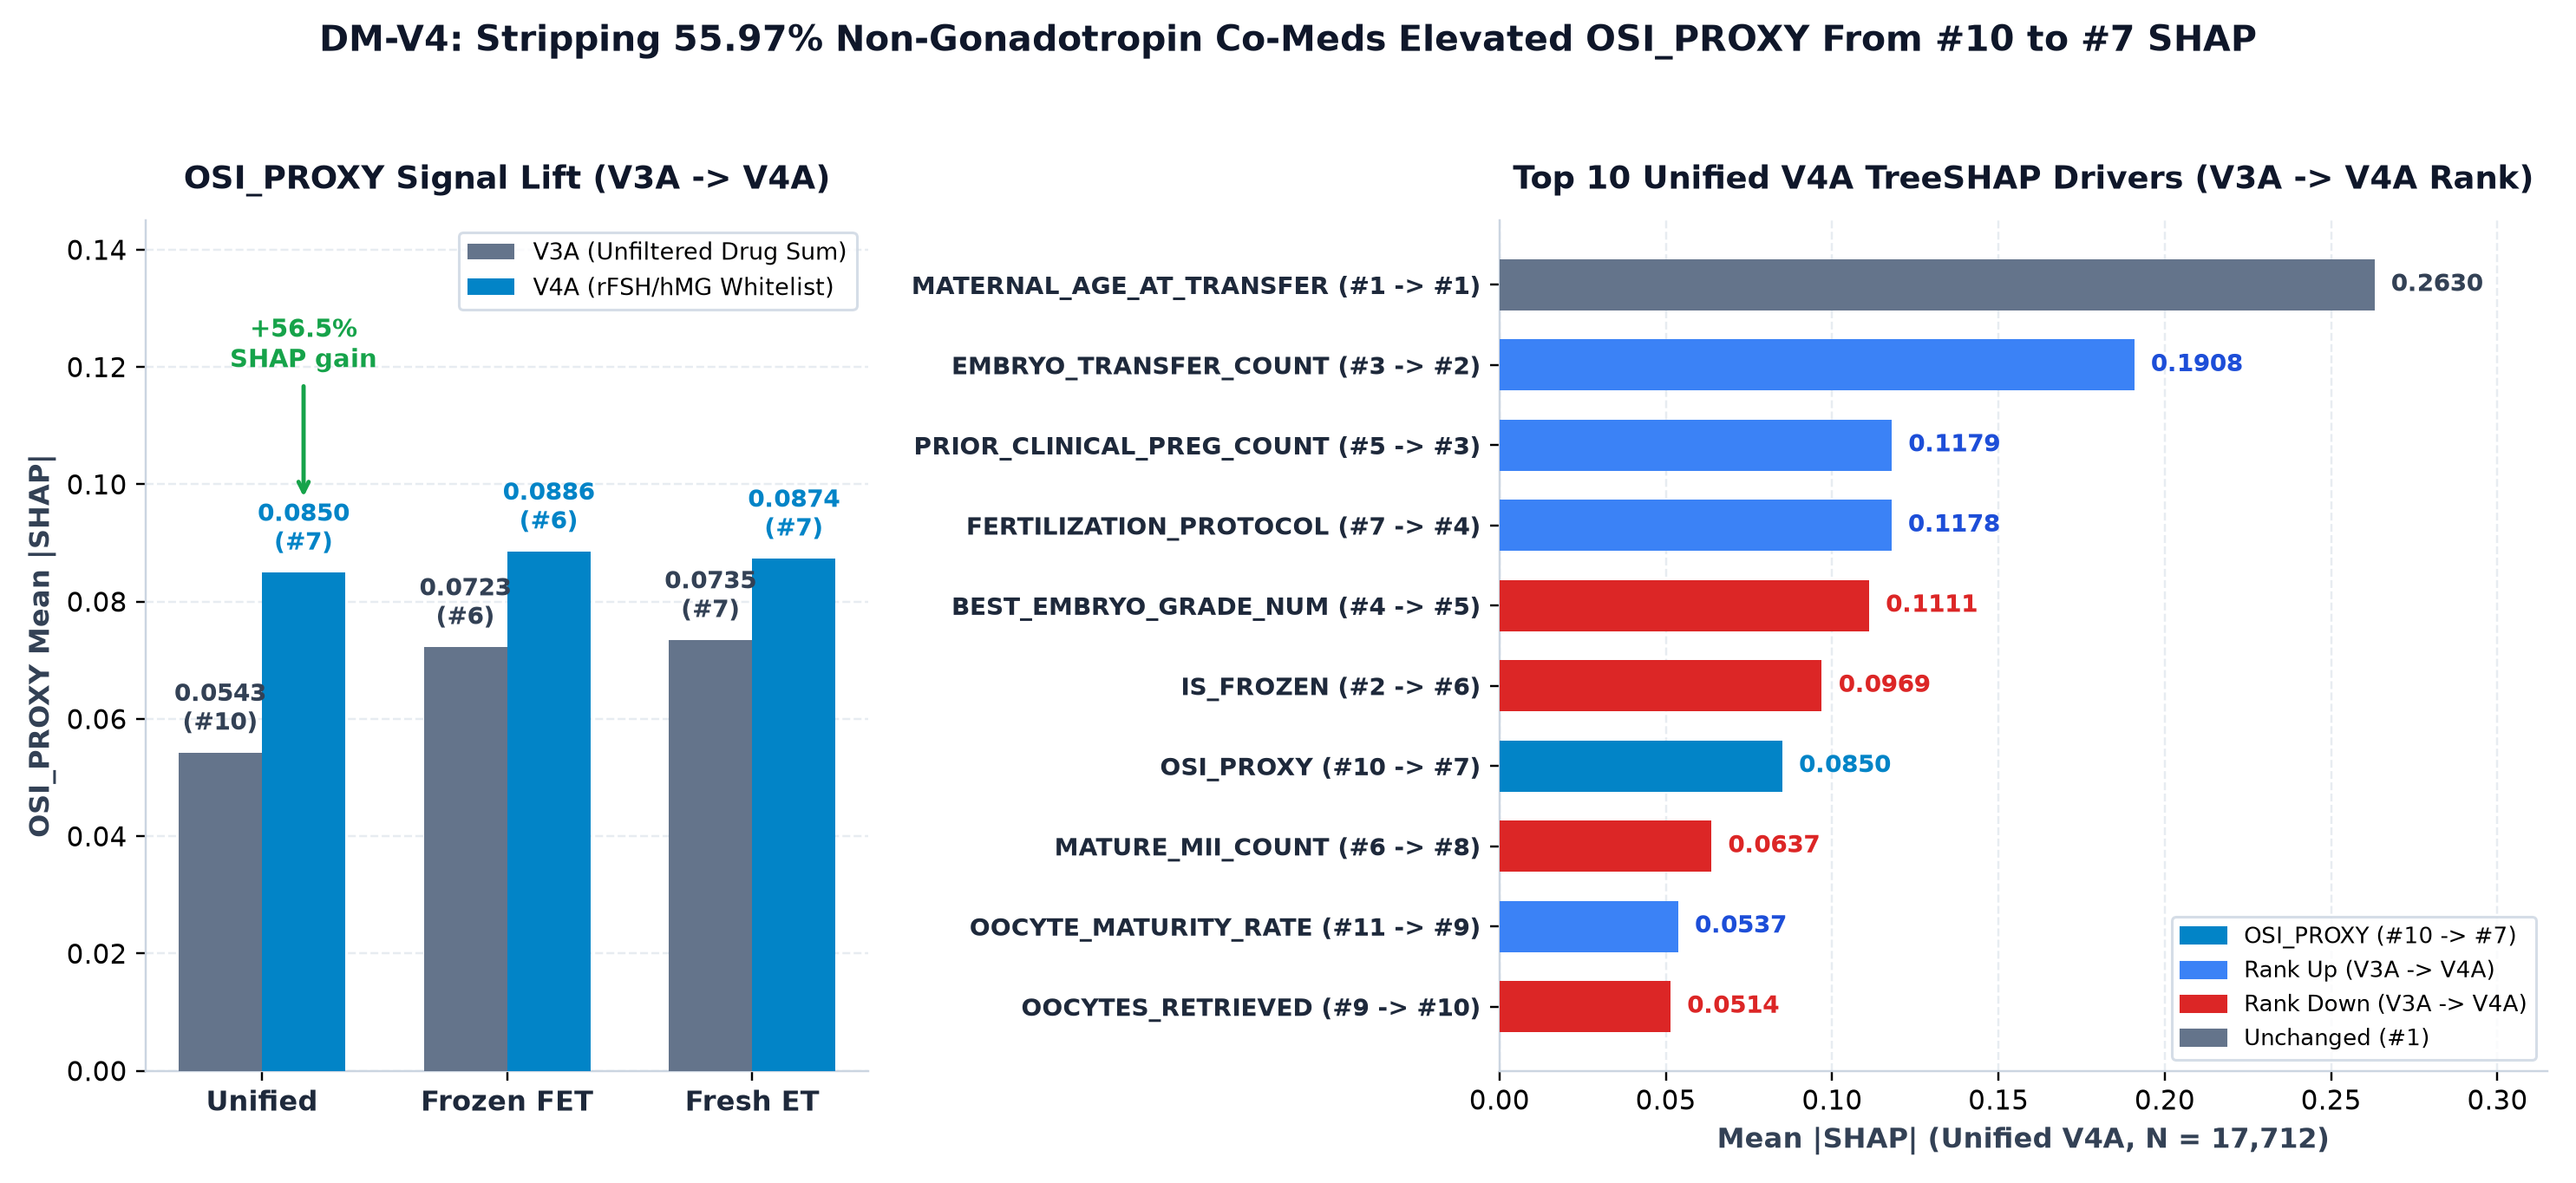 DM-V4: Stripping 55.97% Non-Gonadotropin Co-Meds Elevated OSI_PROXY From #10 to #7 SHAP
OSI_PROXY Signal Lift (V3A -> V4A)
V3A (Unfiltered Drug Sum)
V4A (rFSH/hMG Whitelist)
OSI_PROXY Mean |SHAP|
0.14
0.12
0.10
0.08
0.06
0.04
0.02
0.00
+56.5%
SHAP gain
0.0543
(#10)
0.0850
(#7)
0.0723
(#6)
0.0886
(#6)
0.0735
(#7)
0.0874
(#7)
Unified
Frozen FET
Fresh ET
Top 10 Unified V4A TreeSHAP Drivers (V3A -> V4A Rank)
MATERNAL_AGE_AT_TRANSFER (#1 -> #1) 0.2630
EMBRYO_TRANSFER_COUNT (#3 -> #2) 0.1908
PRIOR_CLINICAL_PREG_COUNT (#5 -> #3) 0.1179
FERTILIZATION_PROTOCOL (#7 -> #4) 0.1178
BEST_EMBRYO_GRADE_NUM (#4 -> #5) 0.1111
IS_FROZEN (#2 -> #6) 0.0969
OSI_PROXY (#10 -> #7) 0.0850
MATURE_MII_COUNT (#6 -> #8) 0.0637
OOCYTE_MATURITY_RATE (#11 -> #9) 0.0537
OOCYTES_RETRIEVED (#9 -> #10) 0.0514
OSI_PROXY (#10 -> #7)
Rank Up (V3A -> V4A)
Rank Down (V3A -> V4A)
Unchanged (#1)
0.00 0.05 0.10 0.15 0.20 0.25 0.30
Mean |SHAP| (Unified V4A, N = 17,712)